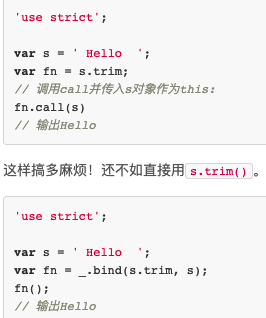 'use strict';
var s = ' Hello  ';
var fn = s.trim;
// 调用call并传入s对象作为this:
fn.call(s)
// 输出Hello
这样搞多麻烦！还不如直接用s.trim()。
'use strict';
var s = ' Hello  ';
var fn = _.bind(s.trim, s);
fn();
// 输出Hello